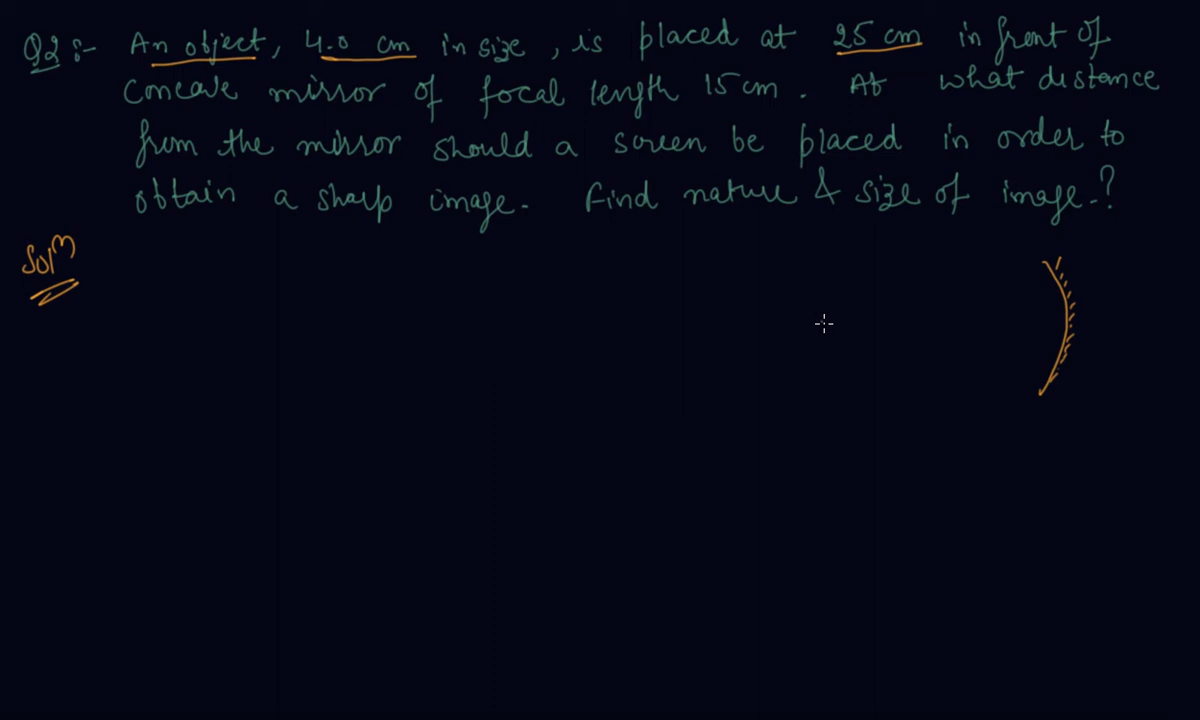 Q2:- An object, 4.0 cm in size, is placed at 25 cm in front of
Concave mirror of focal length 15 cm. At what distance
from the mirror should a screen be placed in order to
obtain a sharp image. Find nature & size of image.?
Solⁿ